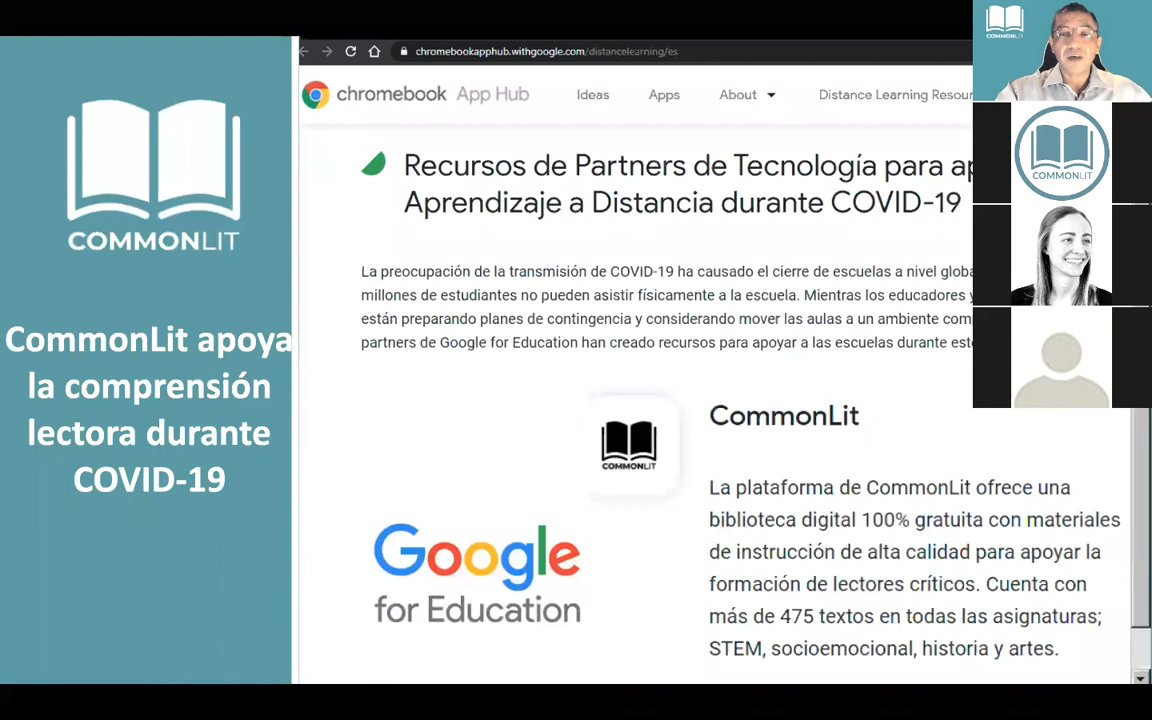 COMMONLIT
CommonLit apoya
la comprensión
lectora durante
COVID-19
chromebookapphub.withgoogle.com/distancelearning/es
chromebook App Hub
Ideas
Apps
About
Distance Learning Resour
Recursos de Partners de Tecnología para ap
Aprendizaje a Distancia durante COVID-19
La preocupación de la transmisión de COVID-19 ha causado el cierre de escuelas a nivel globa
millones de estudiantes no pueden asistir físicamente a la escuela. Mientras los educadores y
están preparando planes de contingencia y considerando mover las aulas a un ambiente com
partners de Google for Education han creado recursos para apoyar a las escuelas durante est
COMMONLIT
Google
for Education
CommonLit
La plataforma de CommonLit ofrece una
biblioteca digital 100% gratuita con materiales
de instrucción de alta calidad para apoyar la
formación de lectores críticos. Cuenta con
más de 475 textos en todas las asignaturas;
STEM, socioemocional, historia y artes.
COMMONLIT
COMMONLIT